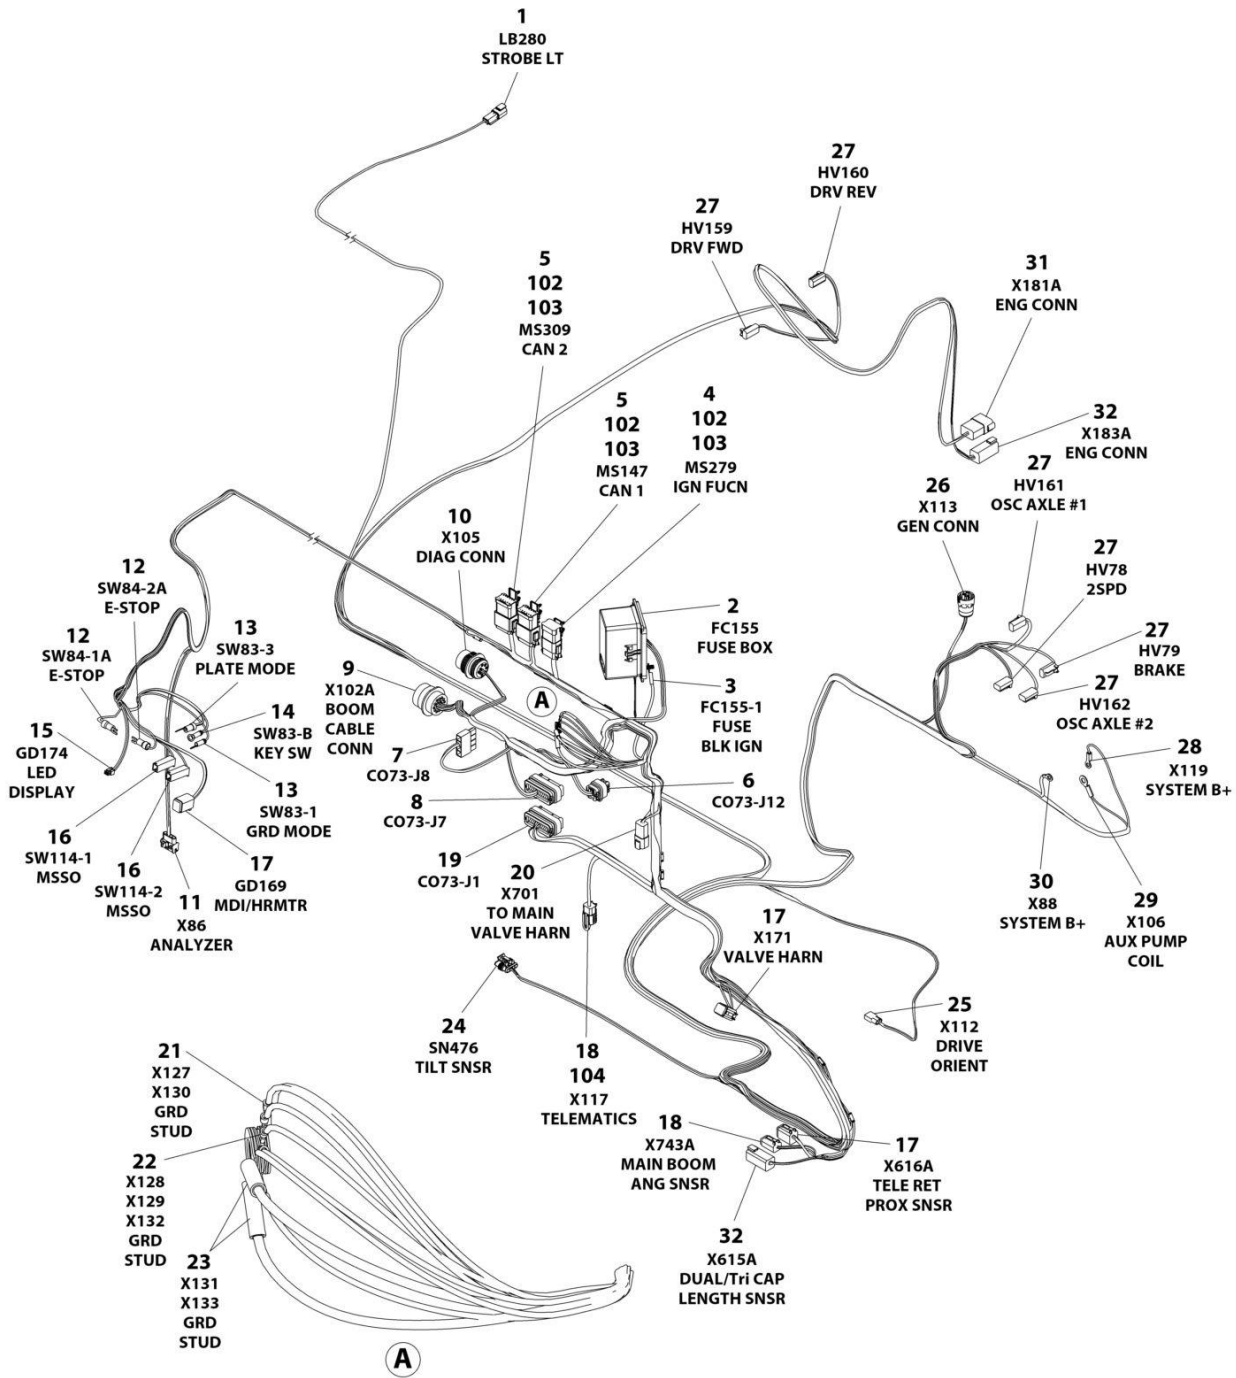 1
LB280
STROBE LT
27
HV160
DRV REV
27
HV159
DRV FWD
5
102
103
MS309
CAN 2
31
X181A
ENG CONN
5
102
103
MS147
CAN 1
4
102
103
MS279
IGN FUCN
32
X183A
ENG CONN
27
HV161
OSC AXLE #1
26
X113
GEN CONN
10
X105
DIAG CONN
27
HV78
2SPD
12
SW84-2A
E-STOP
2
FC155
FUSE BOX
12
SW84-1A
E-STOP
13
SW83-3
PLATE MODE
27
HV79
BRAKE
9
X102A
BOOM
CABLE
CONN
3
FC155-1
FUSE
BLK IGN
27
HV162
OSC AXLE #2
A
15
GD174
LED
DISPLAY
14
SW83-B
KEY SW
28
X119
SYSTEM B+
7
CO73-J8
6
CO73-J12
13
SW83-1
GRD MODE
8
CO73-J7
16
SW114-1
MSSO
16
SW114-2
MSSO
17
GD169
MDI/HRMTR
19
CO73-J1
20
X701
TO MAIN
VALVE HARN
30
X88
SYSTEM B+
29
X106
AUX PUMP
COIL
11
X86
ANALYZER
17
X171
VALVE HARN
24
SN476
TILT SNSR
25
X112
DRIVE
ORIENT
18
104
X117
TELEMATICS
21
X127
X130
GRD
STUD
18
X743A
MAIN BOOM
ANG SNSR
17
X616A
TELE RET
PROX SNSR
22
X128
X129
X132
GRD
STUD
32
X615A
DUAL/Tri CAP
LENGTH SNSR
23
X131
X133
GRD
STUD
A